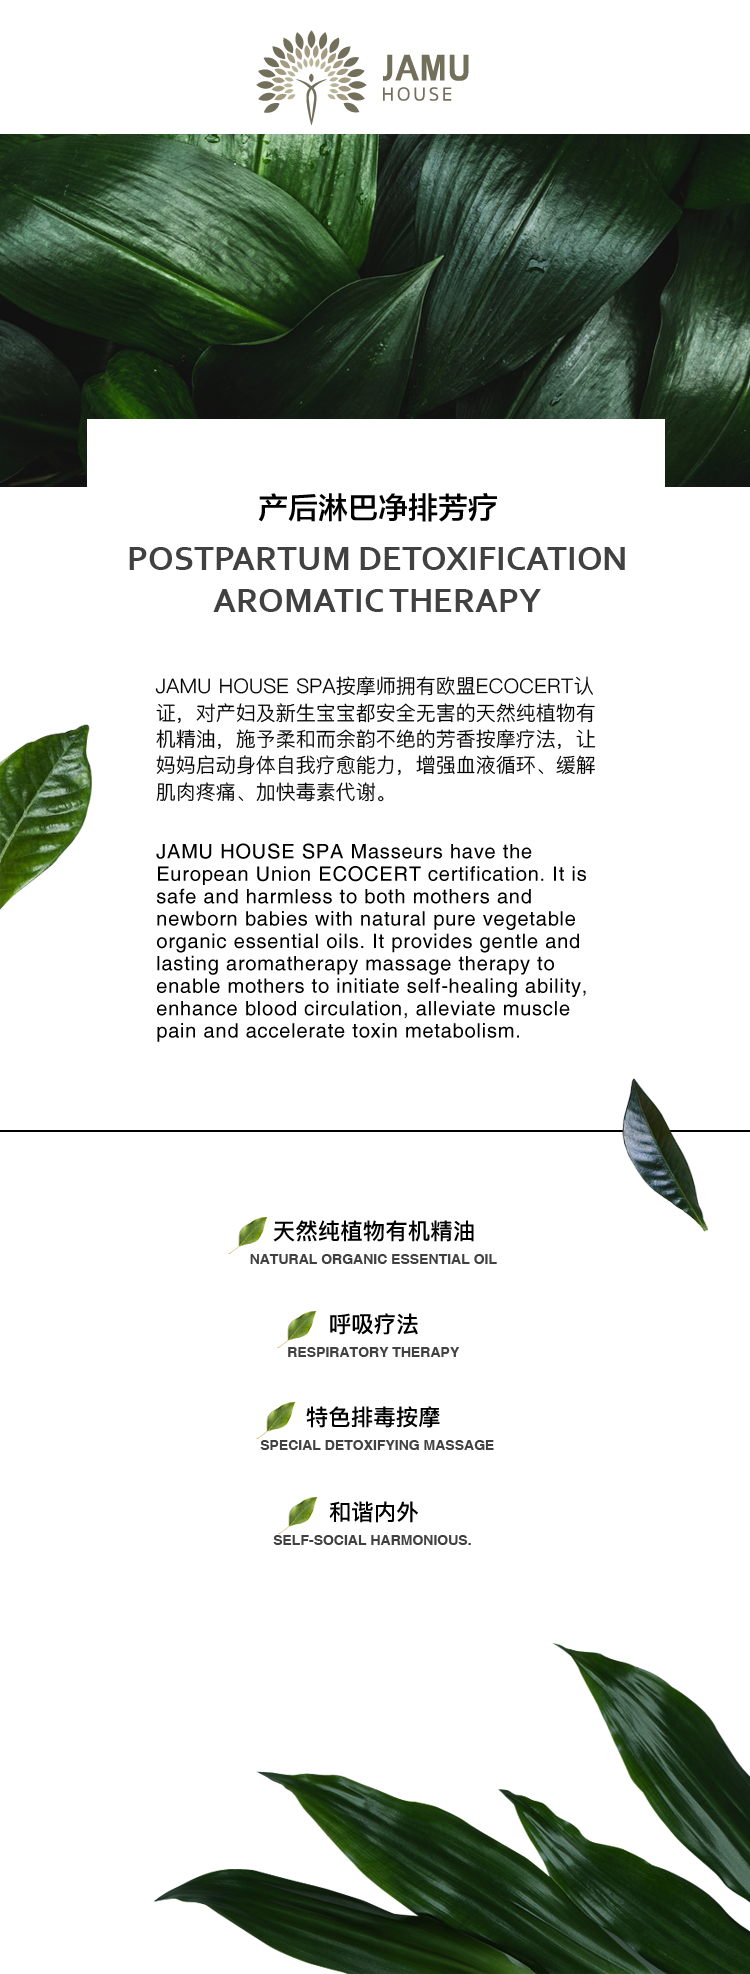 JAMU
HOUSE
产后淋巴净排芳疗
POSTPARTUM DETOXIFICATION
AROMATIC THERAPY
JAMU HOUSE SPA按摩师拥有欧盟ECOCERT认
证，对产妇及新生宝宝都安全无害的天然纯植物有
机精油，施予柔和而余韵不绝的芳香按摩疗法，让
妈妈启动身体自我疗愈能力，增强血液循环、缓解
肌肉疼痛、加快毒素代谢。
JAMU HOUSE SPA Masseurs have the
European Union ECOCERT certification. It is
safe and harmless to both mothers and
newborn babies with natural pure vegetable
organic essential oils. It provides gentle and
lasting aromatherapy massage therapy to
enable mothers to initiate self-healing ability,
enhance blood circulation, alleviate muscle
pain and accelerate toxin metabolism.
天然纯植物有机精油
NATURAL ORGANIC ESSENTIAL OIL
呼吸疗法
RESPIRATORY THERAPY
特色排毒按摩
SPECIAL DETOXIFYING MASSAGE
和谐内外
SELF-SOCIAL HARMONIOUS.